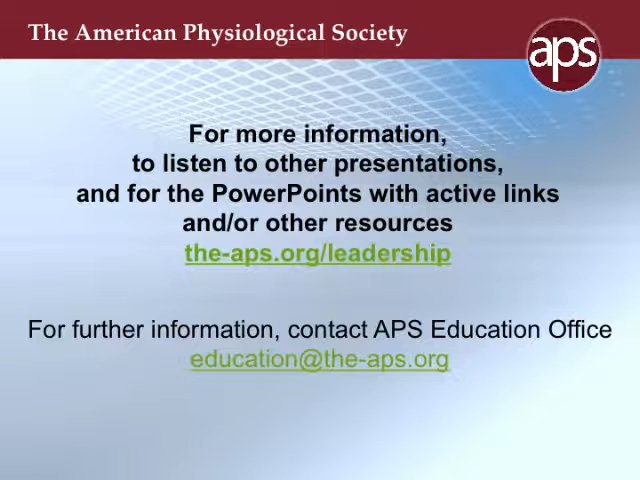 The American Physiological Society
aps
For more information,
to listen to other presentations,
and for the PowerPoints with active links
and/or other resources
the-aps.org/leadership
For further information, contact APS Education Office
education@the-aps.org